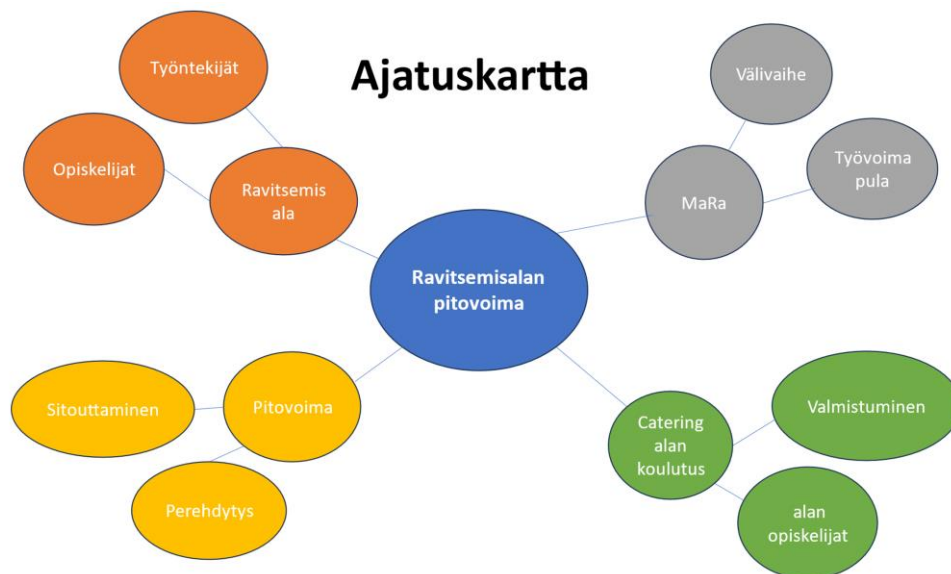 Ajatuskartta
Työntekijät
Opiskelijat
Ravitsemis
ala
Välivaihe
Työvoima
pula
MaRa
Ravitsemisalan
pitovoima
Sitouttaminen
Pitovoima
Perehdytys
Catering
alan
koulutus
Valmistuminen
alan
opiskelijat